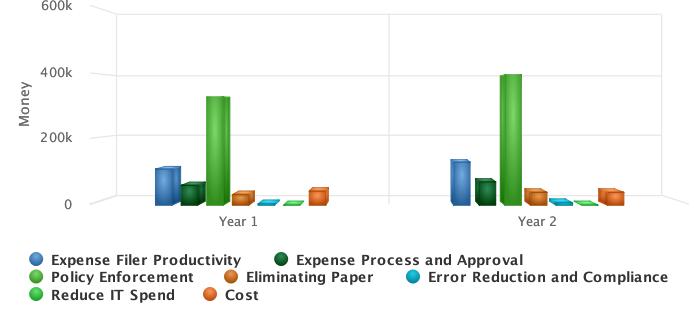 600k
400k
200k
0
Money
Year 1
Year 2
Expense Filer Productivity
Expense Process and Approval
Policy Enforcement
Eliminating Paper
Error Reduction and Compliance
Reduce IT Spend
Cost